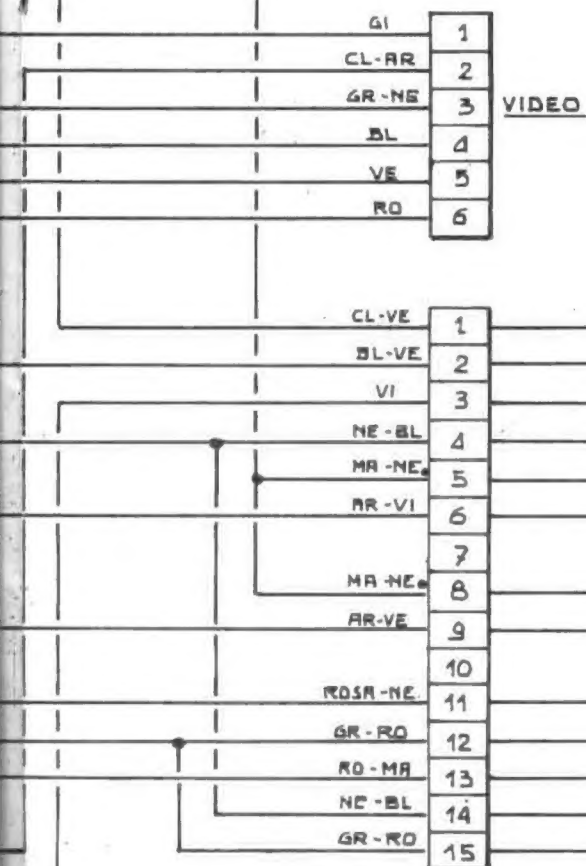 GI 1
CL-AR 2
GR-NE 3 VIDEO
BL 4
VE 5
RO 6
CL-VE 1
BL-VE 2
VI 3
NE-BL 4
MA-NE 5
AR-VI 6
7
MA-NE 8
AR-VE 9
10
ROSA-NE 11
GR-RO 12
RO-MA 13
NE-BL 14
GR-RO 15